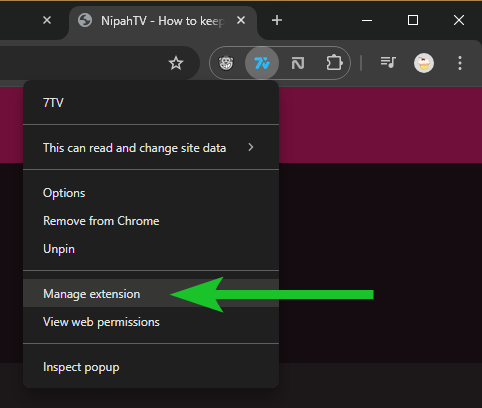 NipahTV - How to keep
7TV
This can read and change site data
Options
Remove from Chrome
Unpin
Manage extension
View web permissions
Inspect popup